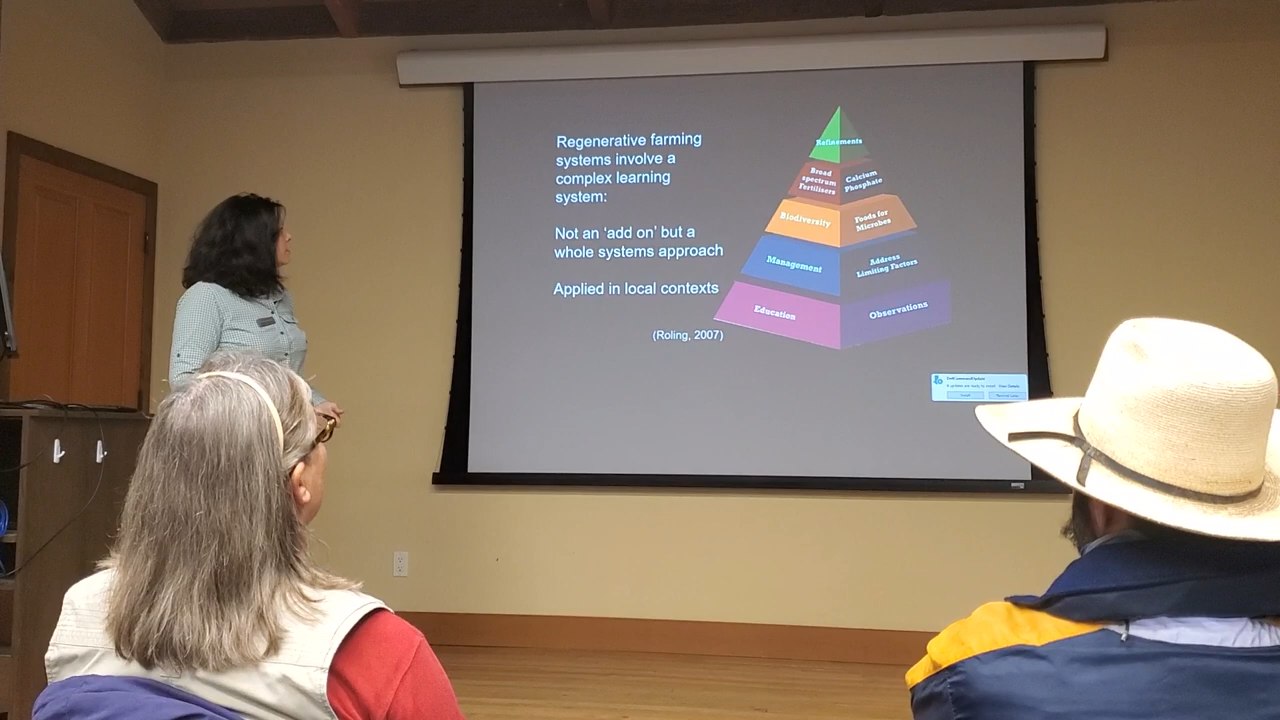 Regenerative farming
systems involve a
complex learning
system:
Not an 'add on' but a
whole systems approach
Applied in local contexts
(Roling, 2007)
Refinements
Broad
spectrum
Fertilisers
Calcium
Phosphate
Biodiversity
Foods for
Microbes
Management
Address
Limiting Factors
Education
Observations